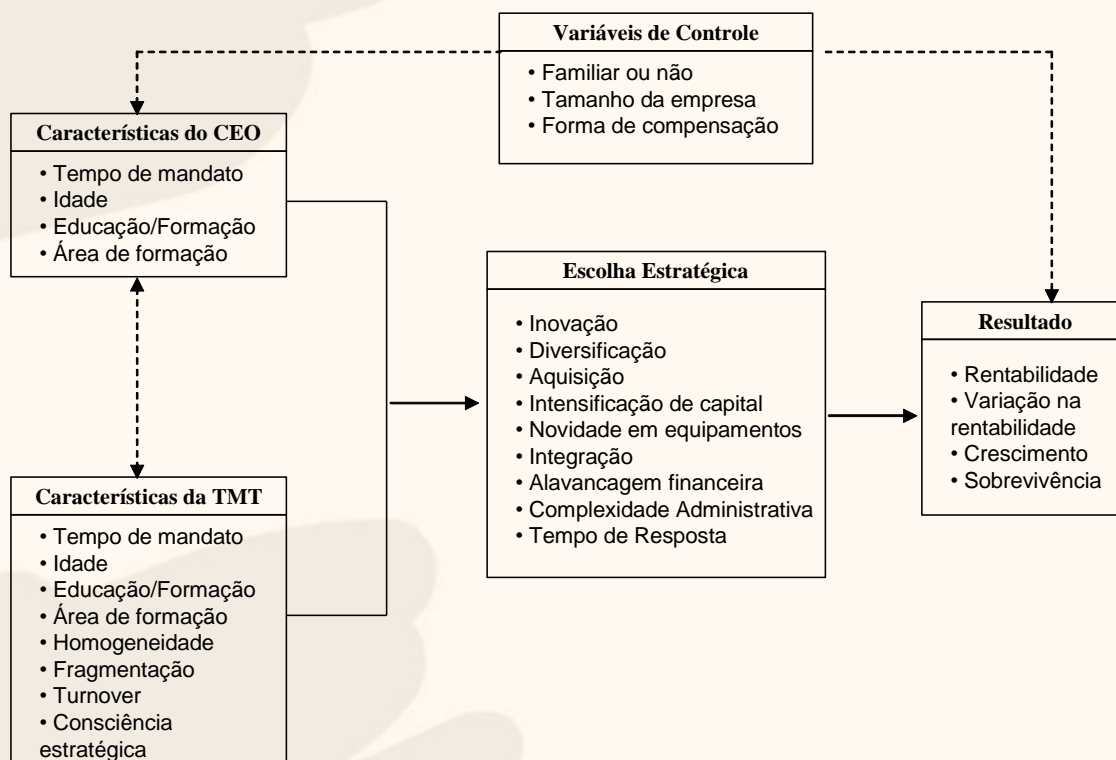 Variáveis de Controle
• Familiar ou não
• Tamanho da empresa
• Forma de compensação
Características do CEO
• Tempo de mandato
• Idade
• Educação/Formação
• Área de formação
Escolha Estratégica
• Inovação
• Diversificação
• Aquisição
• Intensificação de capital
• Novidade em equipamentos
• Integração
• Alavancagem financeira
• Complexidade Administrativa
• Tempo de Resposta
Resultado
• Rentabilidade
• Variação na
rentabilidade
• Crescimento
• Sobrevivência
Características da TMT
• Tempo de mandato
• Idade
• Educação/Formação
• Área de formação
• Homogeneidade
• Fragmentação
• Turnover
• Consciência
estratégica